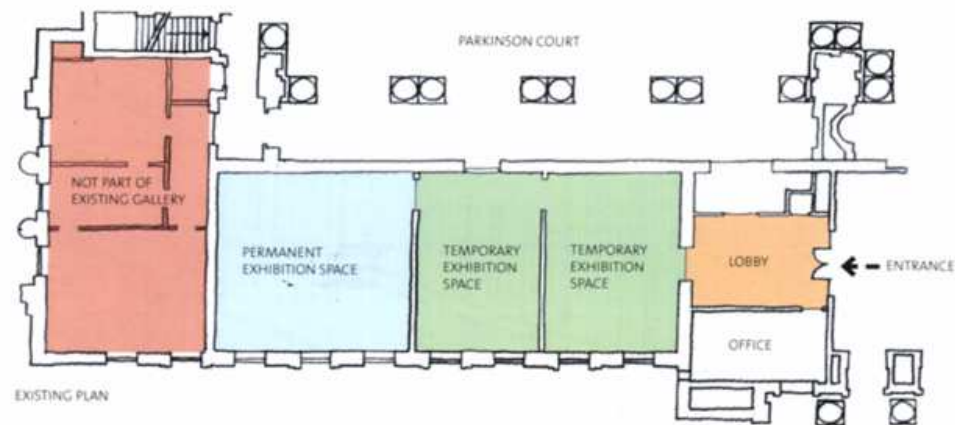 PARKINSON COURT
NOT PART OF
EXISTING GALLERY
PERMANENT
EXHIBITION SPACE
TEMPORARY
EXHIBITION
SPACE
TEMPORARY
EXHIBITION
SPACE
LOBBY
ENTRANCE
OFFICE
EXISTING PLAN